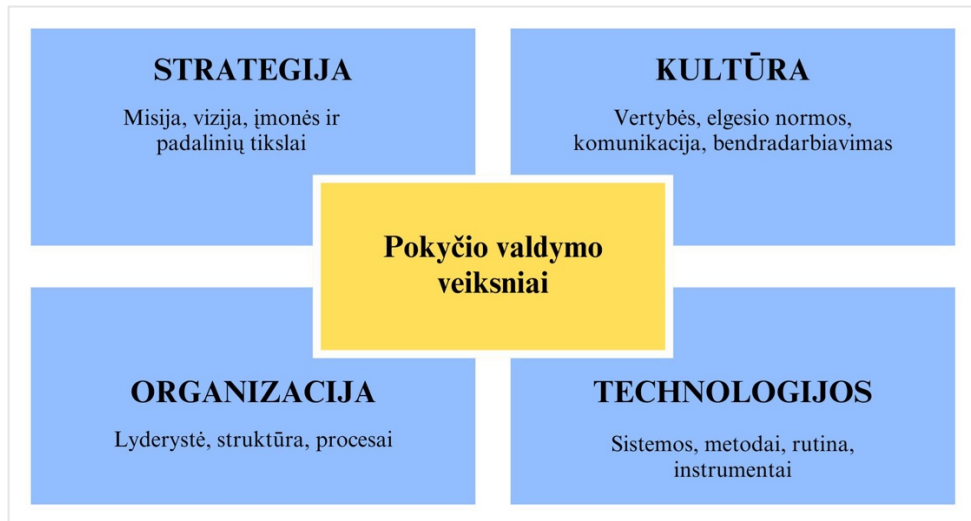 STRATEGIJA
Misija, vizija, įmonės ir
padalinių tikslai
KULTŪRA
Vertybės, elgesio normos,
komunikacija, bendradarbiavimas
Pokyčio valdymo
veiksniai
ORGANIZACIJA
Lyderystė, struktūra, procesai
TECHNOLOGIJOS
Sistemos, metodai, rutina,
instrumentai